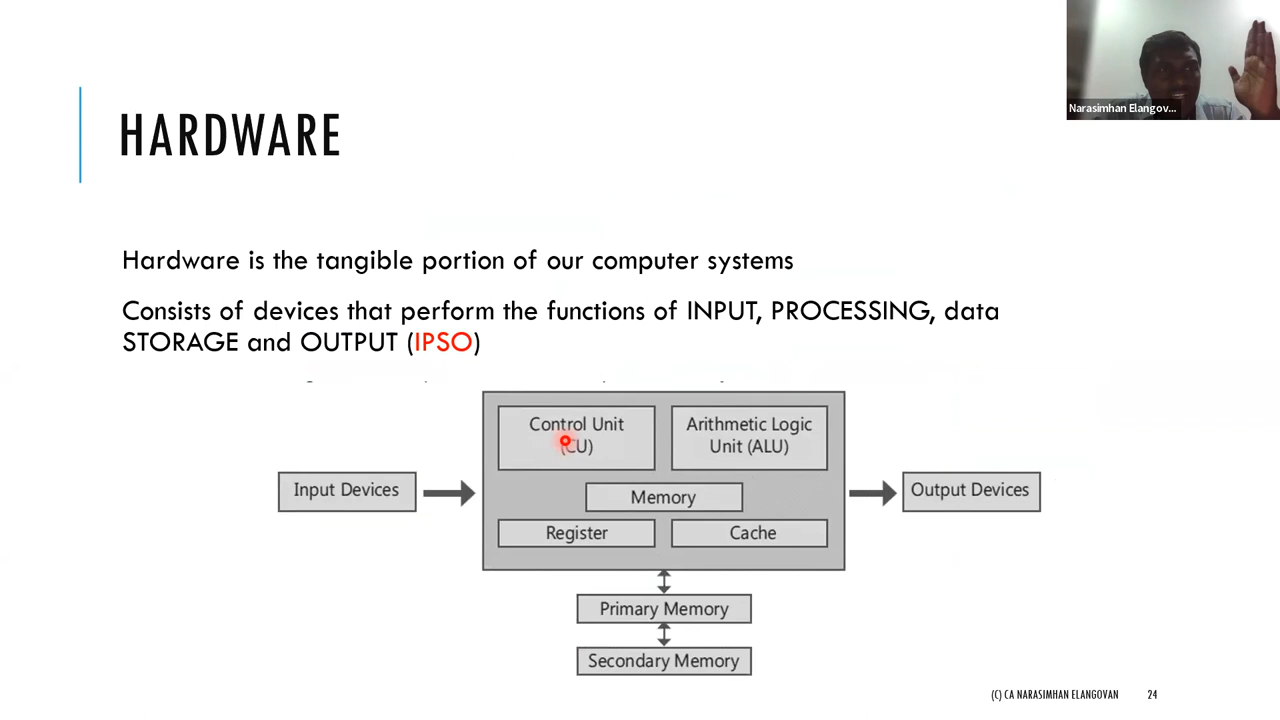 Narasimhan Elangov...
HARDWARE
Hardware is the tangible portion of our computer systems
Consists of devices that perform the functions of INPUT, PROCESSING, data
STORAGE and OUTPUT (IPSO)
Control Unit
(CU)
Arithmetic Logic
Unit (ALU)
Input Devices
Memory
Output Devices
Register
Cache
Primary Memory
Secondary Memory
(C) CA NARASIMHAN ELANGOVAN
24